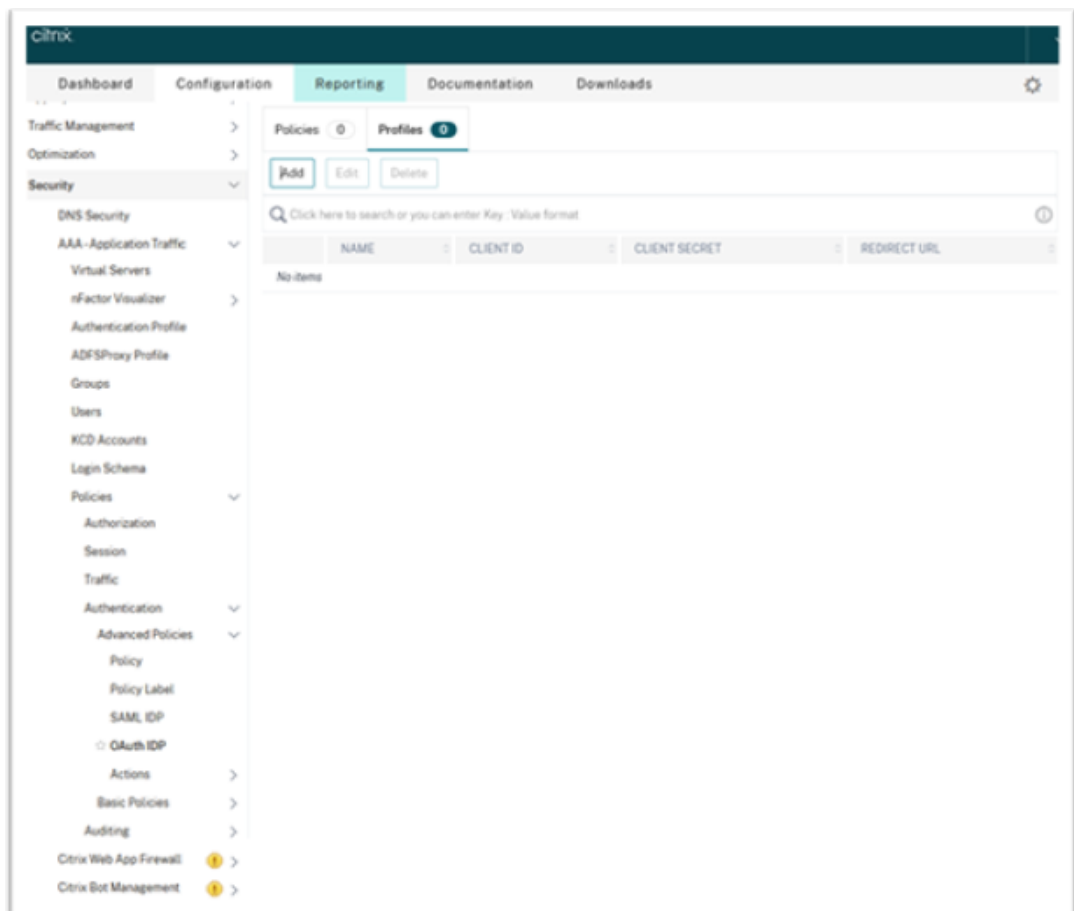 citrix.
Dashboard Configuration Reporting Documentation Downloads
Traffic Management
Optimization
Security
DNS Security
AAA - Application Traffic
Virtual Servers
nFactor Visualizer
Authentication Profile
ADFSProxy Profile
Groups
Users
KCD Accounts
Login Schema
Policies
Authorization
Session
Traffic
Authentication
Advanced Policies
Policy
Policy Label
SAML IDP
OAuth IDP
Actions
Basic Policies
Auditing
Citrix Web App Firewall
Citrix Bot Management
Policies 0 Profiles 0
Add Edit Delete
Click here to search or you can enter Key : Value format
NAME CLIENT ID CLIENT SECRET REDIRECT URL
No items